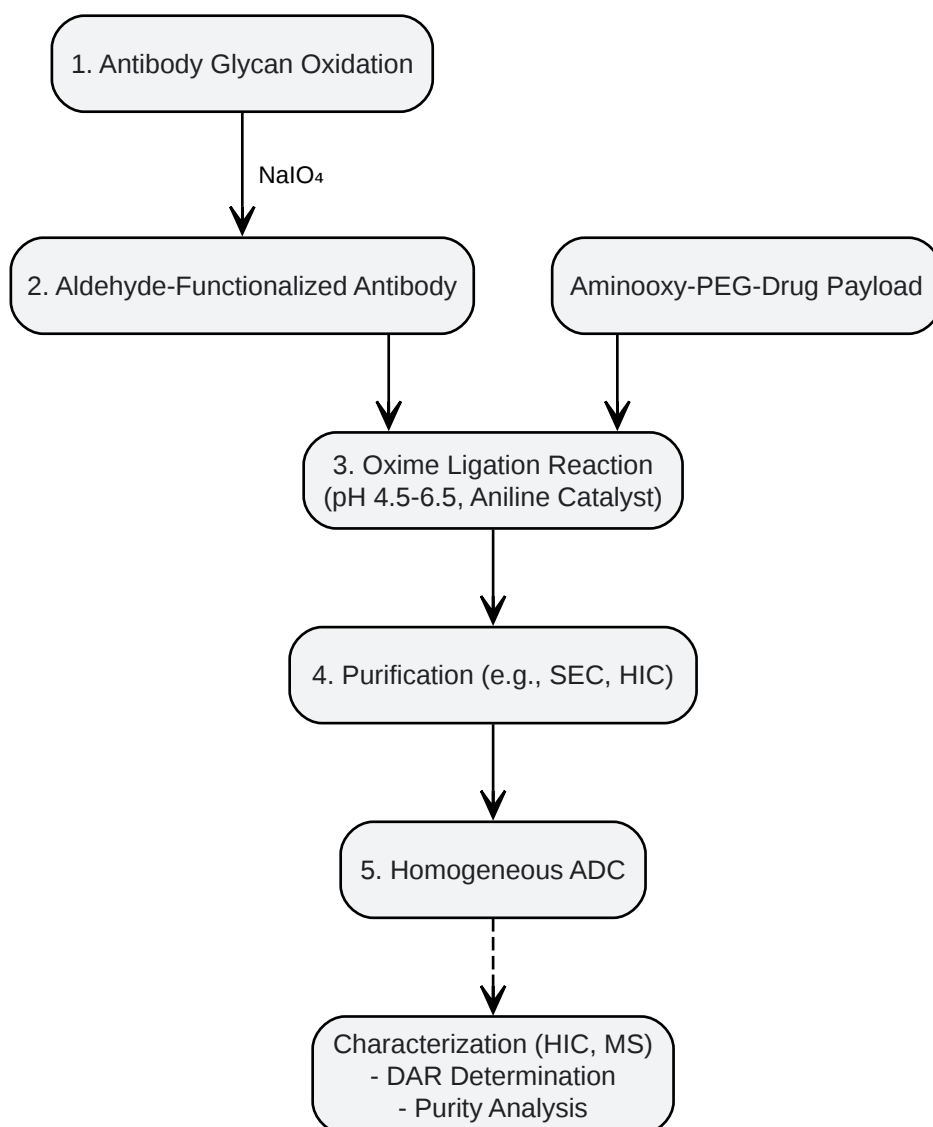 1. Antibody Glycan Oxidation
NaIO₄
2. Aldehyde-Functionalized Antibody
Aminooxy-PEG-Drug Payload
3. Oxime Ligation Reaction
(pH 4.5-6.5, Aniline Catalyst)
4. Purification (e.g., SEC, HIC)
5. Homogeneous ADC
Characterization (HIC, MS)
- DAR Determination
- Purity Analysis